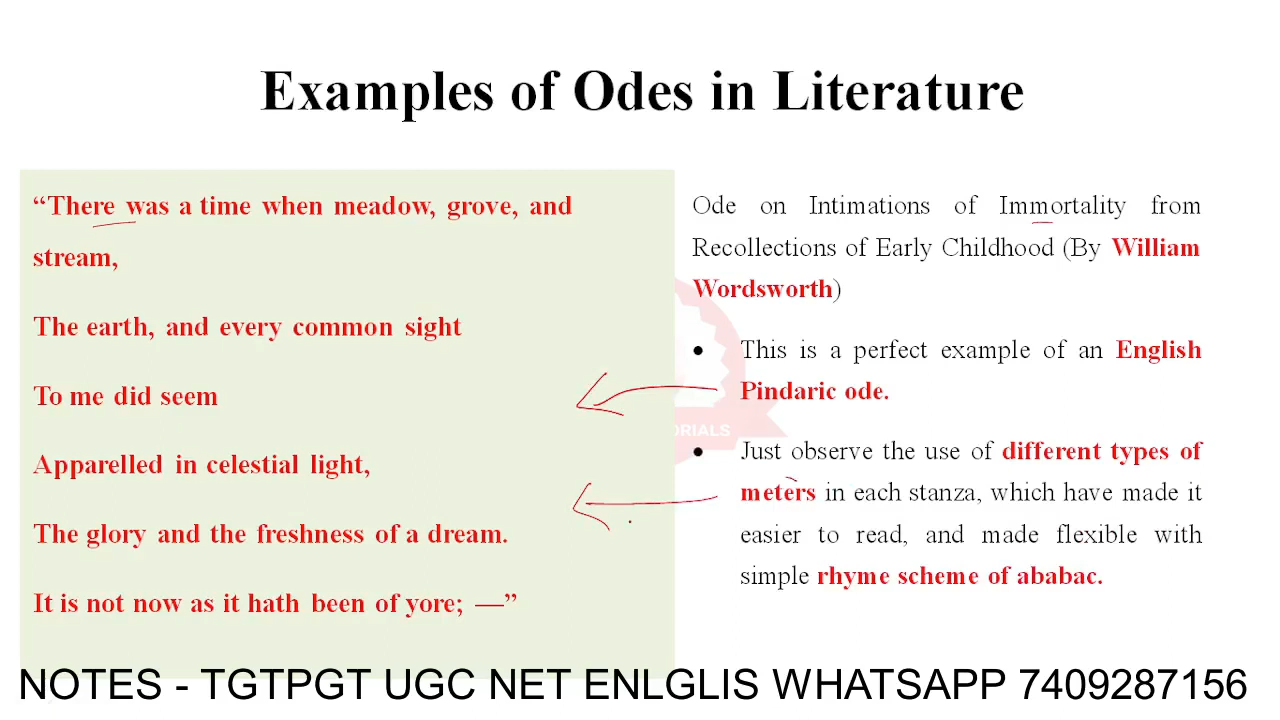 Examples of Odes in Literature
“There was a time when meadow, grove, and
stream,
The earth, and every common sight
To me did seem
Apparelled in celestial light,
The glory and the freshness of a dream.
It is not now as it hath been of yore; —”
Ode on Intimations of Immortality from
Recollections of Early Childhood (By William
Wordsworth)
• This is a perfect example of an English
Pindaric ode.
• Just observe the use of different types of
meters in each stanza, which have made it
easier to read, and made flexible with
simple rhyme scheme of ababac.
NOTES - TGTPGT UGC NET ENLGLIS WHATSAPP 7409287156